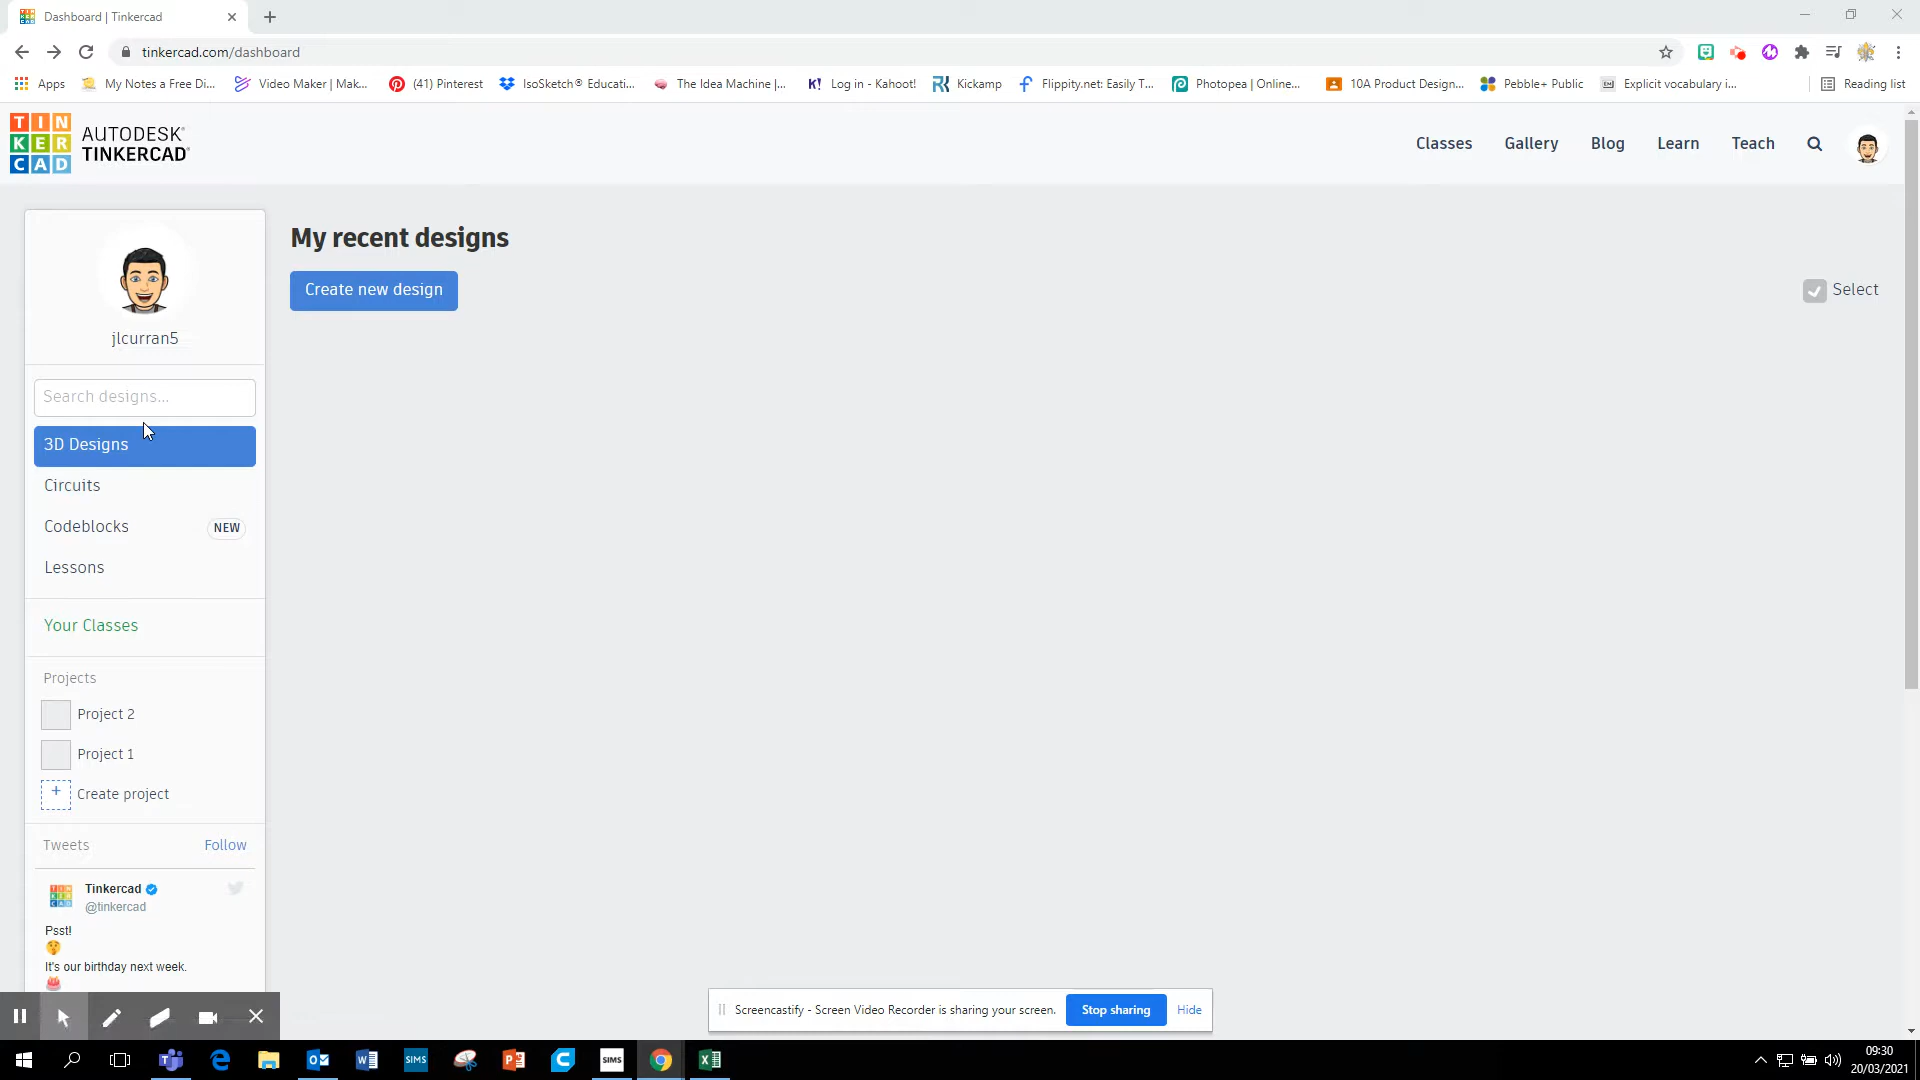 Dashboard | Tinkercad
tinkercad.com/dashboard
Apps
My Notes a Free Di...
Video Maker | Mak...
(41) Pinterest
IsoSketch® Educati...
The Idea Machine |...
K!
Log in - Kahoot!
Kickamp
Flippity.net: Easily T...
Photopea | Online...
10A Product Design...
Pebble+ Public
Explicit vocabulary i...
Reading list
TIN
KER
CAD
AUTODESK®
TINKERCAD®
Classes
Gallery
Blog
Learn
Teach
jlcurran5
Search designs...
3D Designs
Circuits
Codeblocks
NEW
Lessons
Your Classes
Projects
Project 2
Project 1
+ Create project
Tweets
Follow
Tinkercad
@tinkercad
Psst!
It's our birthday next week.
My recent designs
Create new design
Select
Screencastify - Screen Video Recorder is sharing your screen.
Stop sharing
Hide
SIMS
SIMS
09:30
20/03/2021